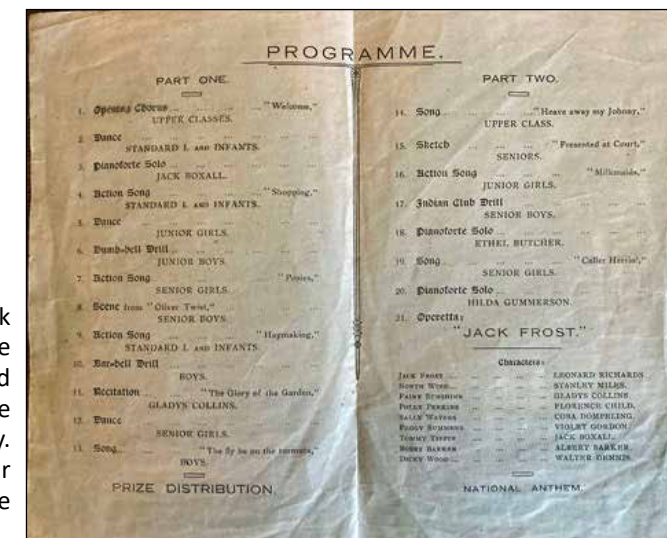 k
e
d
e
y.
r
e
PROGRAMME.
PART ONE.
1. Opening Chorus ... ... ... "Welcome,"
UPPER CLASSES.
2. Dance ... ... ... ...
STANDARD I. AND INFANTS.
3. Pianoforte Solo ... ... ...
JACK BOXALL.
4. Action Song ... ... ... "Shopping,"
STANDARD I. AND INFANTS.
5. Dance ... ... ... ...
JUNIOR GIRLS.
6. Dumb-bell Drill ... ... ...
JUNIOR BOYS.
7. Action Song ... ... ...
SENIOR GIRLS.
8. Scene from "Oliver Twist," ... ...
SENIOR BOYS.
9. Action Song ... ... "Haymaking,"
STANDARD I. AND INFANTS.
10. Bar-bell Drill ... ... ...
BOYS.
11. Recitation ... "The Glory of the Garden,"
GLADYS COLLINS.
12. Dance ... ... ...
SENIOR GIRLS.
13. Song ... ... "The fly be on the turmuts,"
BOYS.
PRIZE DISTRIBUTION.
PART TWO.
14. Song ... ... "Heave away my Johnny,"
UPPER CLASS.
15. Sketch ... ... "Presented at Court,"
SENIORS.
16. Action Song ... ... "Milkmaids,"
JUNIOR GIRLS.
17. Indian Club Drill ... ...
SENIOR BOYS.
18. Pianoforte Solo ... ... ...
ETHEL BUTCHER.
19. Song ... ... "Caller Herrin',"
SENIOR GIRLS.
20. Pianoforte Solo ... ...
HILDA GUMMERSON.
21. Operetta:
"JACK FROST."
Characters:
JACK FROST ... ... ... LEONARD RICHARDS
NORTH WIND ... ... ... STANLEY MILES.
FAIRY SUNSHINE ... ... GLADYS COLLINS
POLLY PERKINS ... ... FLORENCE CHILD.
SALLY WATERS ... ... CORA DOMPELING.
PEGGY SUMMERS ... ... VIOLET GORDON.
TOMMY ... ... JACK BOXALL.
BOBBY ... ... ALBERT BARKER.
DICKY WOOD ... ... WALTER DENNIS.
NATIONAL ANTHEM.